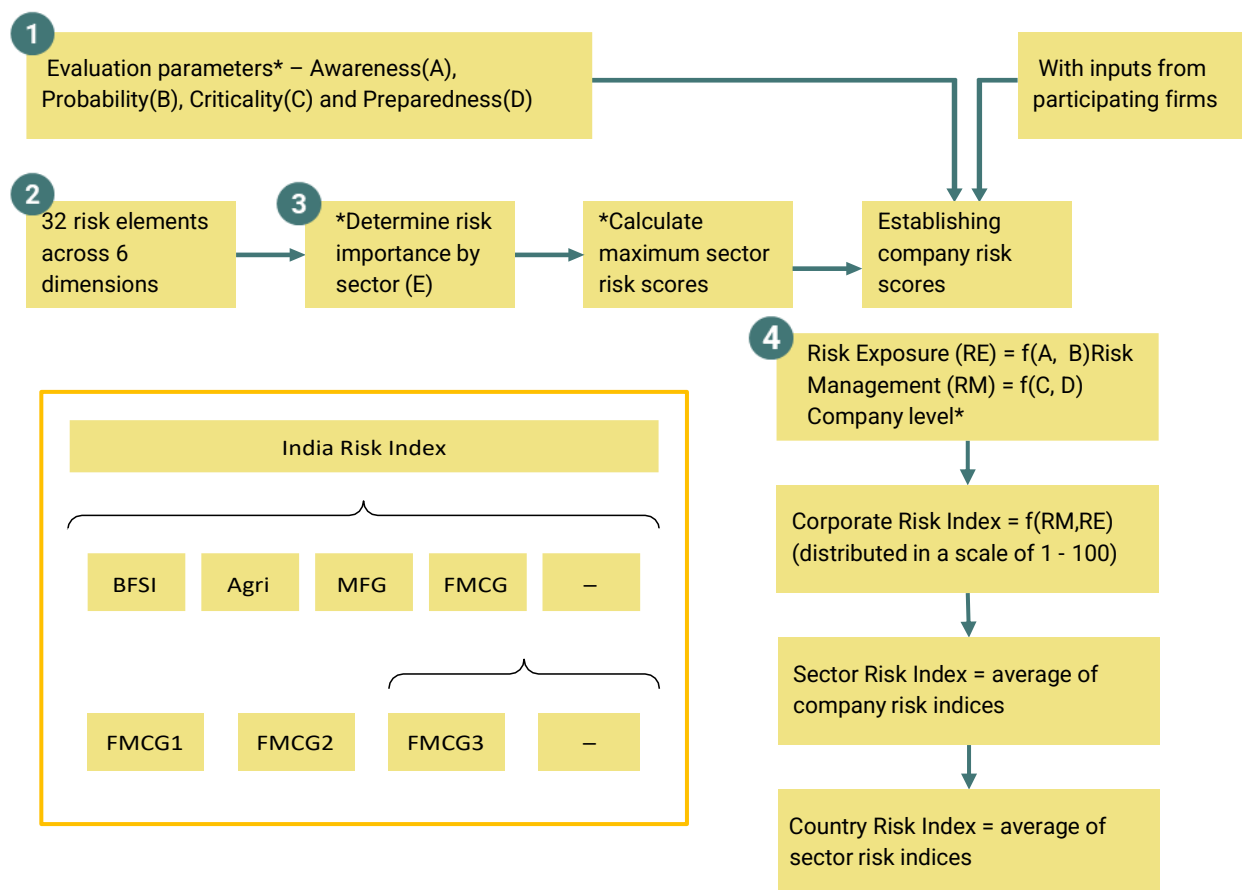 1
Evaluation parameters* – Awareness(A),
Probability(B), Criticality(C) and Preparedness(D)
With inputs from
participating firms
2
32 risk elements
across 6
dimensions
3
*Determine risk
importance by
sector (E)
*Calculate
maximum sector
risk scores
Establishing
company risk
scores
4
Risk Exposure (RE) = f(A, B)Risk
Management (RM) = f(C, D)
Company level*
Corporate Risk Index = f(RM,RE)
(distributed in a scale of 1 - 100)
Sector Risk Index = average of
company risk indices
Country Risk Index = average of
sector risk indices
India Risk Index
BFSI
Agri
MFG
FMCG
–
FMCG1
FMCG2
FMCG3
–